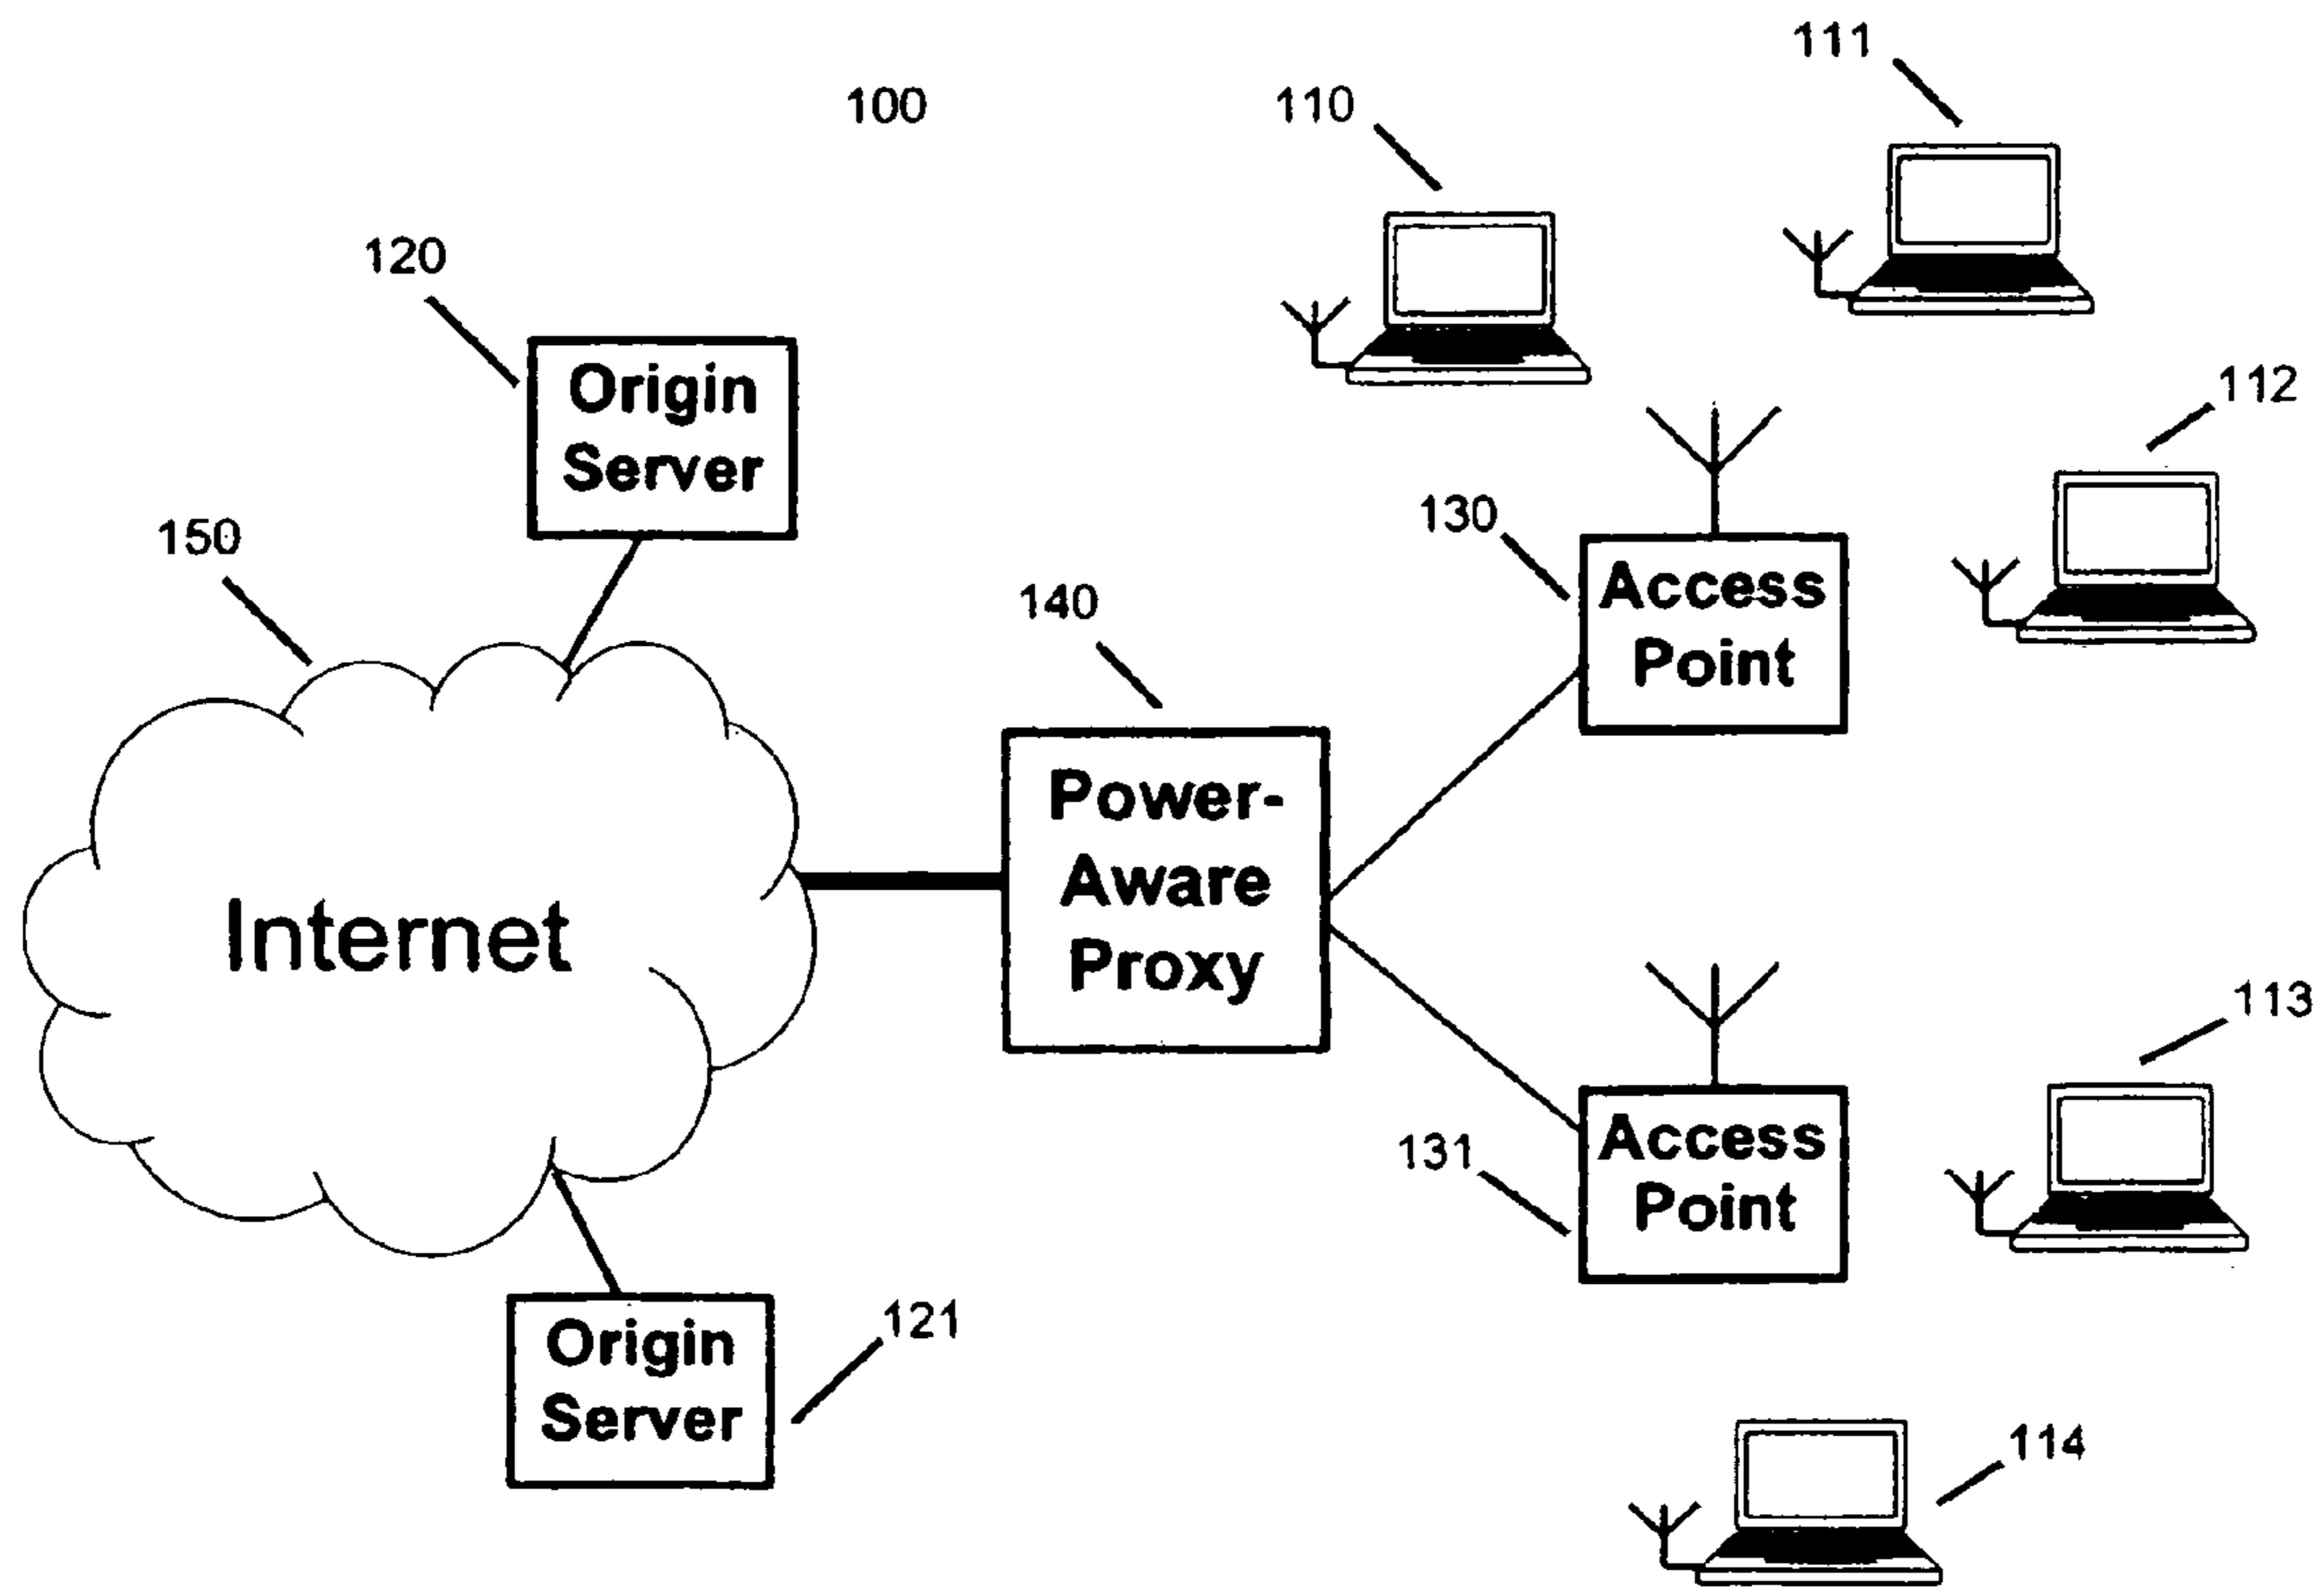 111
100
110
120
Origin
Server
112
130
150
Access
Point
140
Power-
Aware
Proxy
Internet
113
131
Access
Point
121
Origin
Server
114